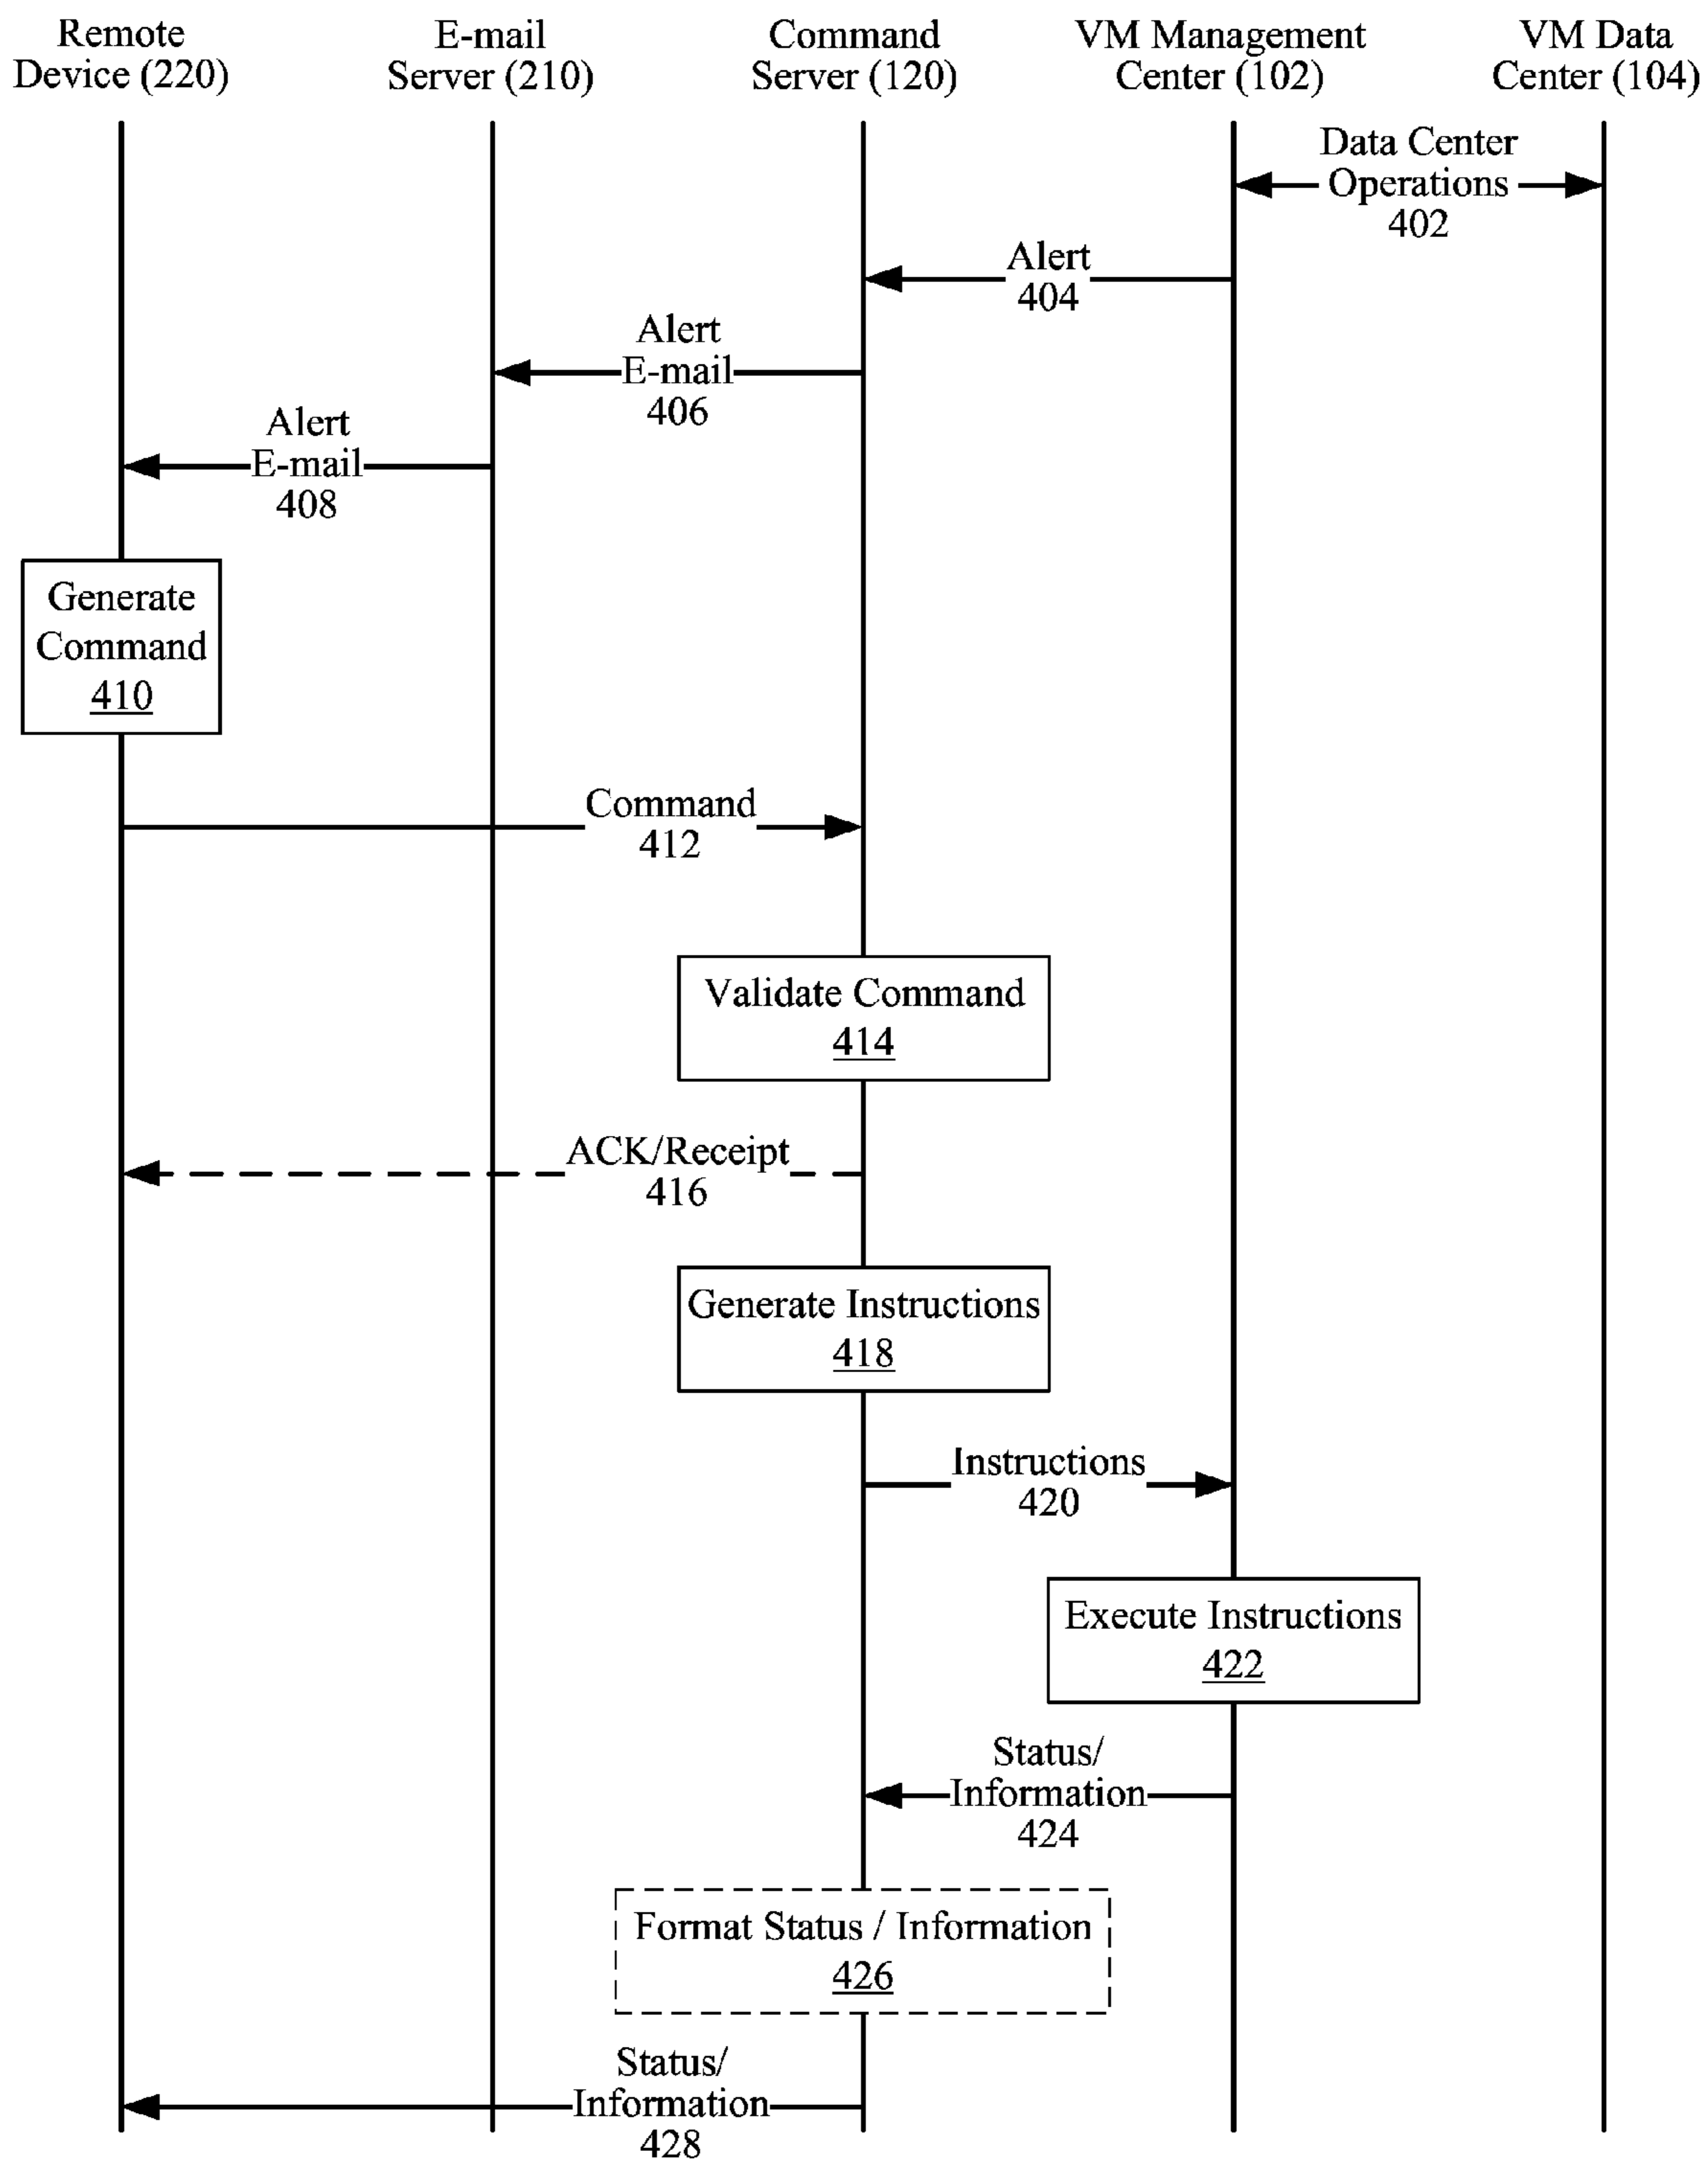 Remote
Device (220)
E-mail
Server (210)
Command
Server (120)
VM Management
Center (102)
VM Data
Center (104)
Data Center
Operations
402
Alert
404
Alert
E-mail
406
Alert
E-mail
408
Generate
Command
410
Command
412
Validate Command
414
ACK/Receipt
416
Generate Instructions
418
Instructions
420
Execute Instructions
422
Status/
Information
424
Format Status / Information
426
Status/
Information
428